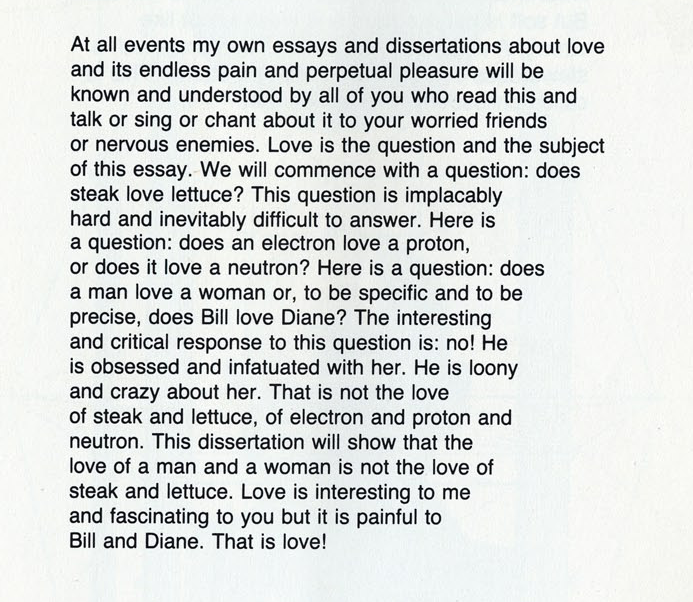 At all events my own essays and dissertations about love
and its endless pain and perpetual pleasure will be
known and understood by all of you who read this and
talk or sing or chant about it to your worried friends
or nervous enemies. Love is the question and the subject
of this essay. We will commence with a question: does
steak love lettuce? This question is implacably
hard and inevitably difficult to answer. Here is
a question: does an electron love a proton,
or does it love a neutron? Here is a question: does
a man love a woman or, to be specific and to be
precise, does Bill love Diane? The interesting
and critical response to this question is: no! He
is obsessed and infatuated with her. He is loony
and crazy about her. That is not the love
of steak and lettuce, of electron and proton and
neutron. This dissertation will show that the
love of a man and a woman is not the love of
steak and lettuce. Love is interesting to me
and fascinating to you but it is painful to
Bill and Diane. That is love!